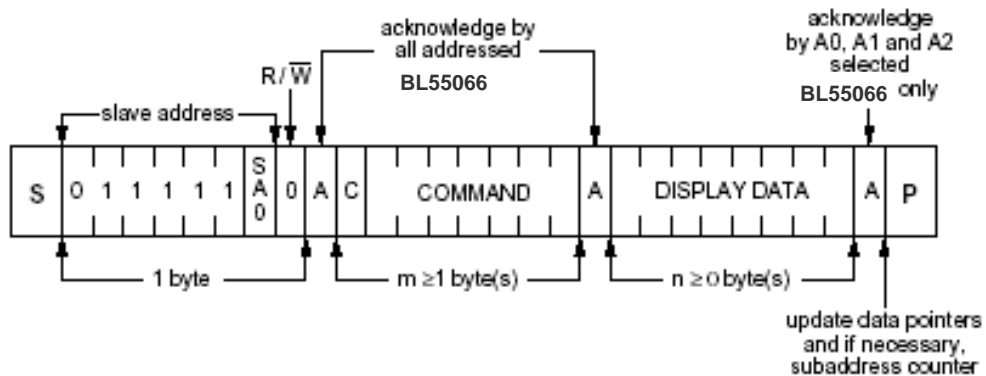 acknowledge by
all addressed
BL55066
acknowledge
by A0, A1 and A2
selected
BL55066 only
R/W̅
slave address
S 0 1 1 1 1 1 SA0 0 A C COMMAND A DISPLAY DATA A P
1 byte
m ≥1 byte(s)
n ≥0 byte(s)
update data pointers
and if necessary,
subaddress counter